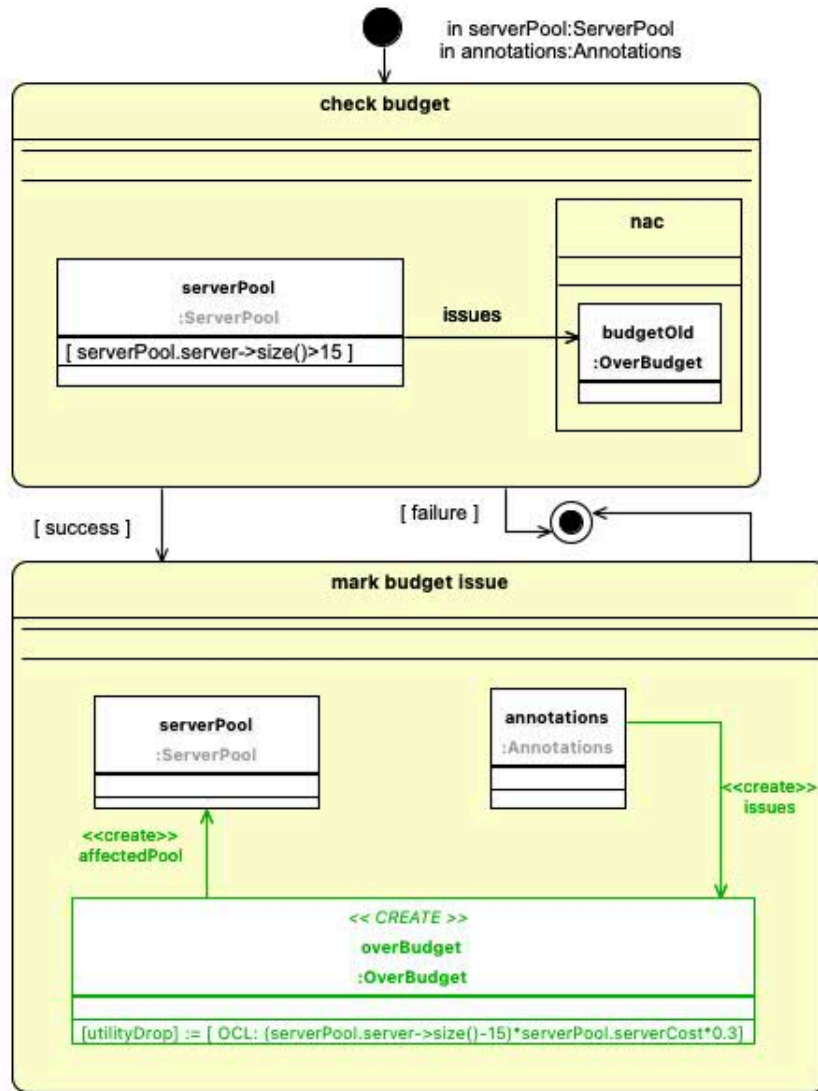 in serverPool:ServerPool
in annotations:Annotations
check budget
nac
serverPool
:ServerPool
[ serverPool.server->size()>15 ]
issues
budgetOld
:OverBudget
[ success ]
[ failure ]
mark budget issue
serverPool
:ServerPool
annotations
:Annotations
<<create>>
affectedPool
<<create>>
issues
<< CREATE >>
overBudget
:OverBudget
[utilityDrop] := [ OCL: (serverPool.server->size()-15)*serverPool.serverCost*0.3]